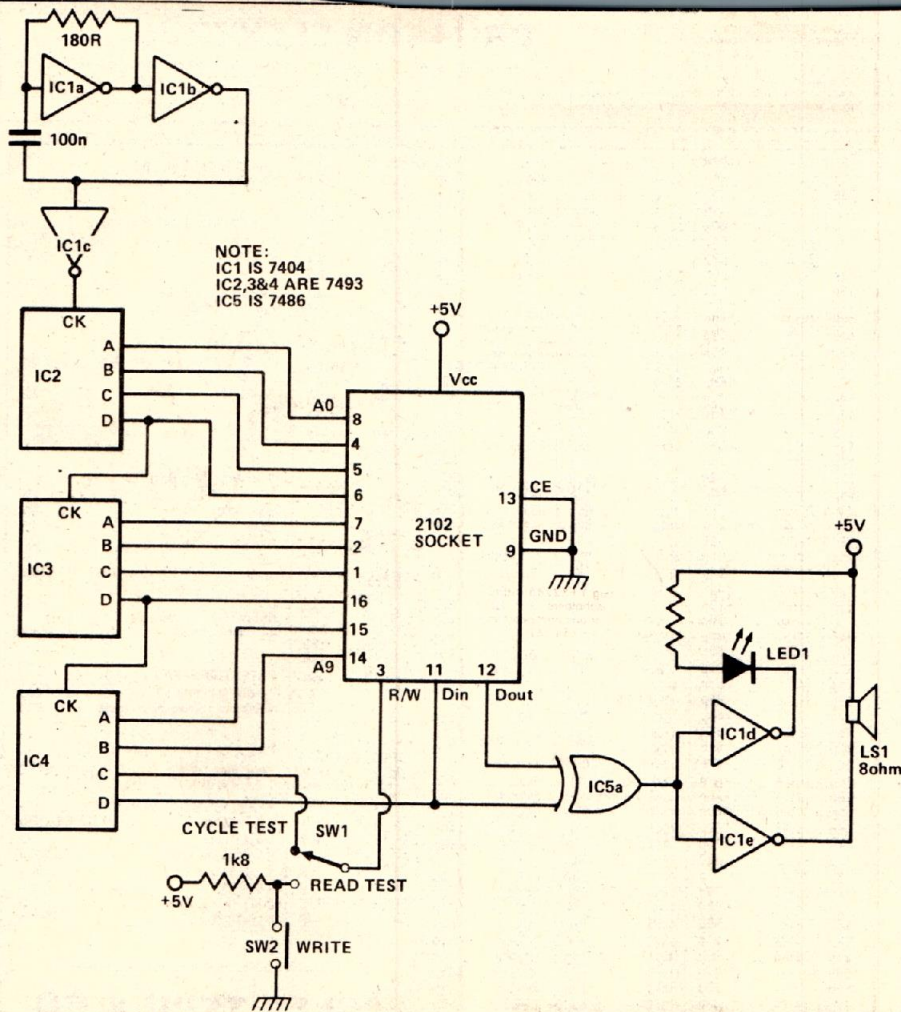 180R
IC1a
IC1b
100n
IC1c
NOTE:
IC1 IS 7404
IC2,3&4 ARE 7493
IC5 IS 7486
CK
A
B
C
D
IC2
CK
A
B
C
D
IC3
CK
A
B
C
D
IC4
+5V
Vcc
A0
8
4
5
6
7
2
1
16
15
14
A9
2102
SOCKET
13
CE
9
GND
3
11
12
R/W
Din
Dout
+5V
LED1
IC1d
IC5a
IC1e
LS1
8ohm
CYCLE TEST
SW1
1k8
READ TEST
+5V
SW2
WRITE